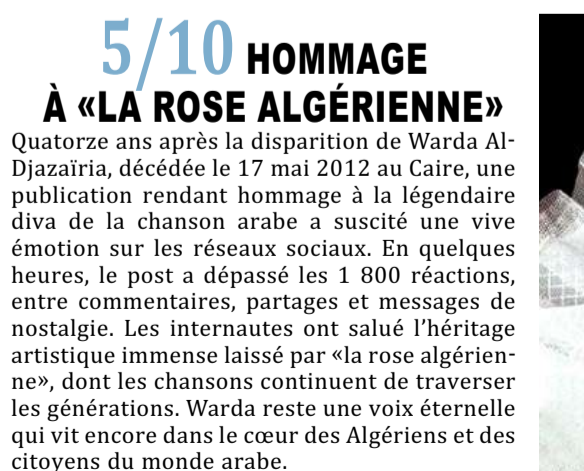 5/10 HOMMAGE
À «LA ROSE ALGÉRIENNE»
Quatorze ans après la disparition de Warda Al-
Djazaïria, décédée le 17 mai 2012 au Caire, une
publication rendant hommage à la légendaire
diva de la chanson arabe a suscité une vive
émotion sur les réseaux sociaux. En quelques
heures, le post a dépassé les 1 800 réactions,
entre commentaires, partages et messages de
nostalgie. Les internautes ont salué l’héritage
artistique immense laissé par «la rose algérien-
ne», dont les chansons continuent de traverser
les générations. Warda reste une voix éternelle
qui vit encore dans le cœur des Algériens et des
citoyens du monde arabe.